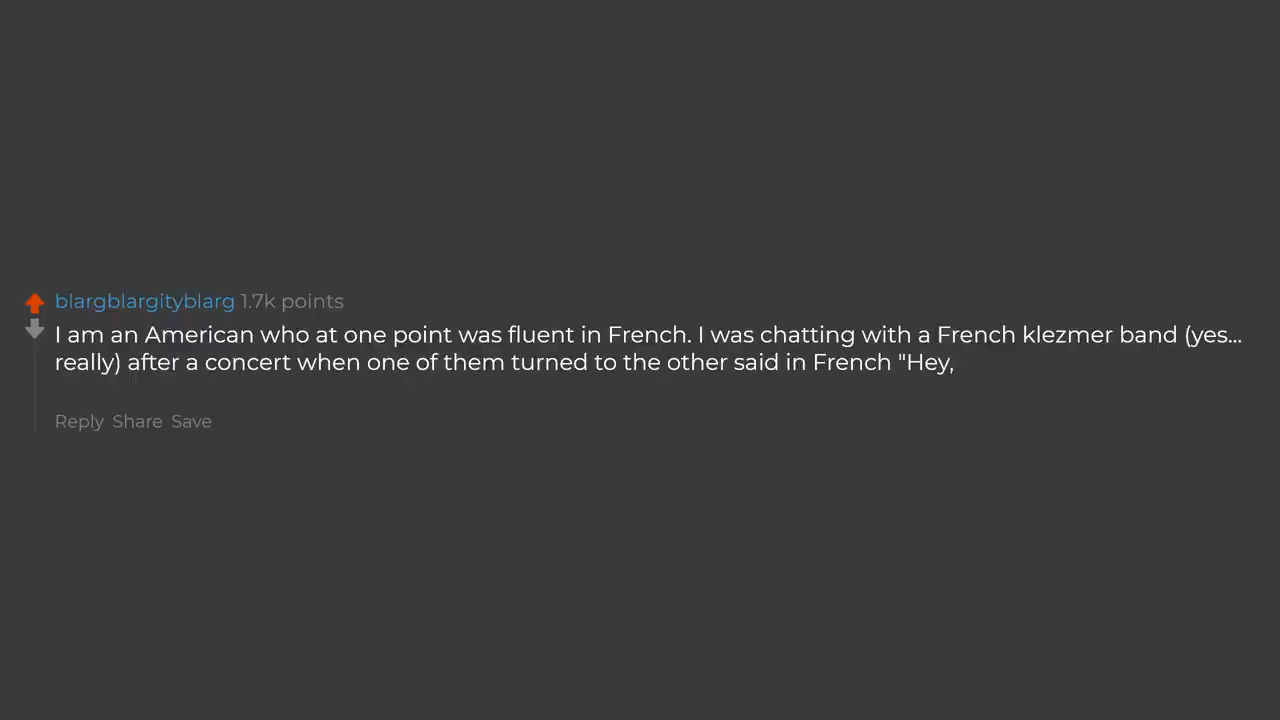 blargblargityblarg 1.7k points
I am an American who at one point was fluent in French. I was chatting with a French klezmer band (yes...
really) after a concert when one of them turned to the other said in French "Hey,
Reply Share Save